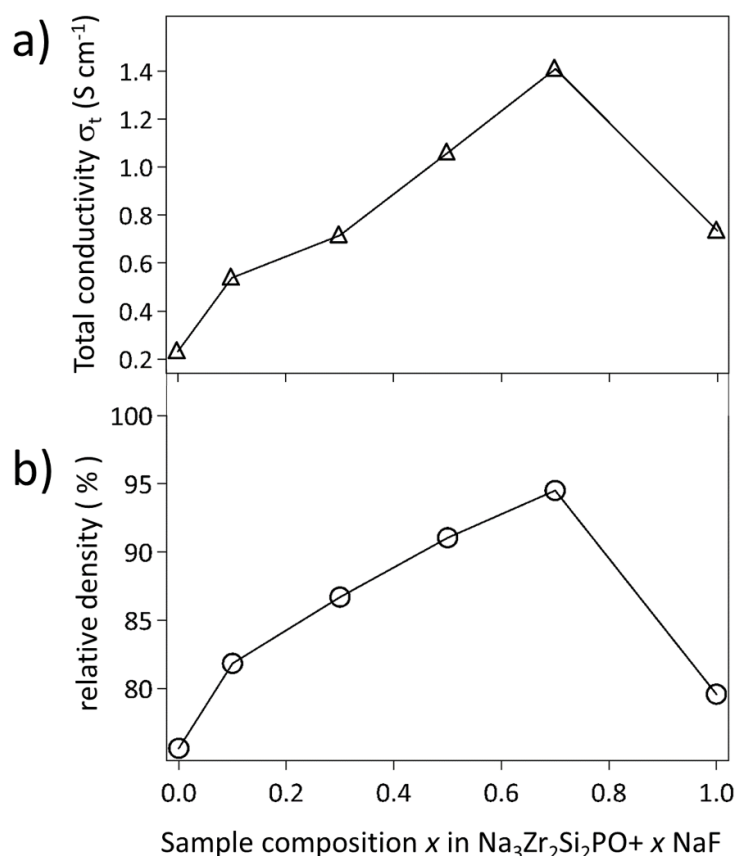 a)
Total conductivity σt (S cm-1)
1.4
1.2
1.0
0.8
0.6
0.4
0.2
b)
relative density ( % )
100
95
90
85
80
0.0 0.2 0.4 0.6 0.8 1.0
Sample composition x in Na3Zr2Si2PO+ x NaF